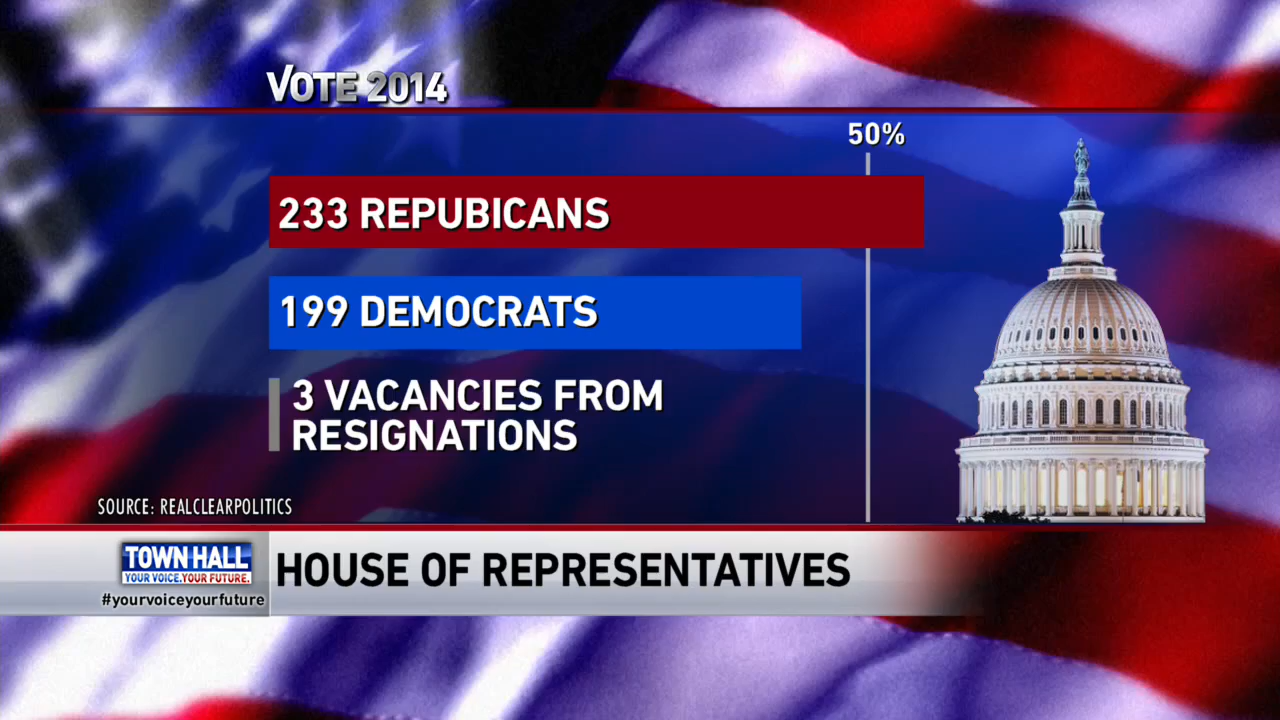 VOTE 2014
50%
233 REPUBICANS
199 DEMOCRATS
3 VACANCIES FROM
RESIGNATIONS
SOURCE: REALCLEARPOLITICS
TOWN HALL
YOUR VOICE.YOUR FUTURE.
#yourvoiceyourfuture
HOUSE OF REPRESENTATIVES